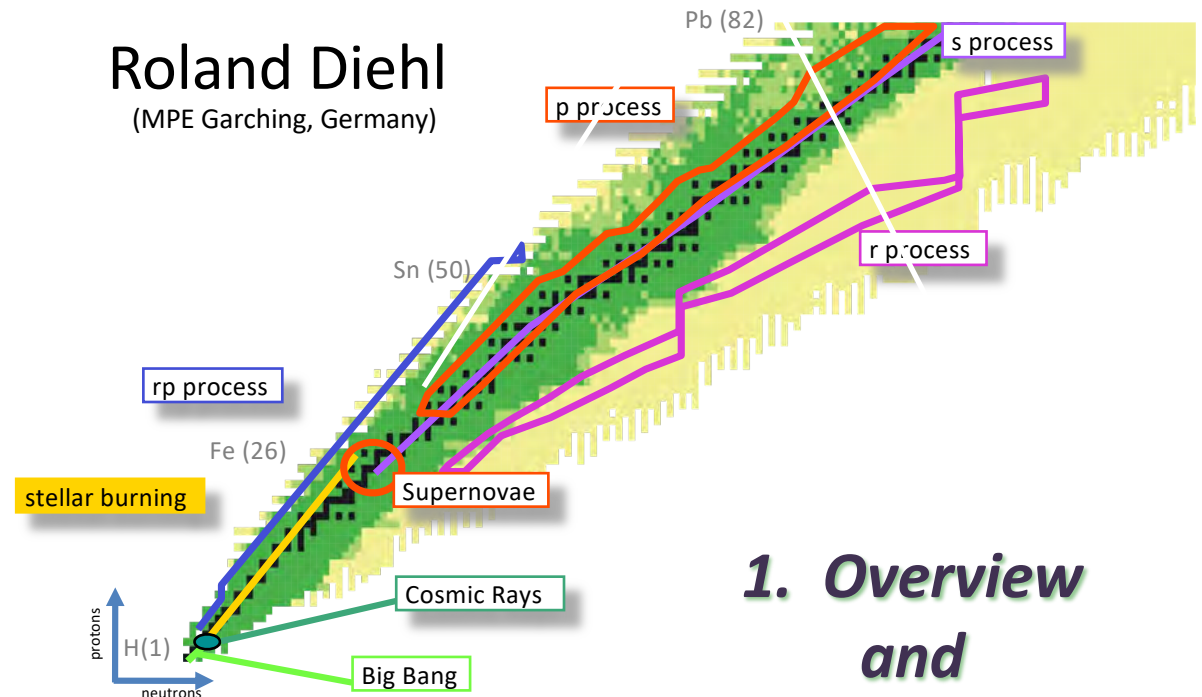 Pb (82)
Roland Diehl
s process
(MPE Garching, Germany)
p process
r process
Sn (50)
rp process
Fe (26)
stellar burning
Supernovae
1. Overview
Cosmic Rays
and
protons
H(1)
Big Bang
neutrons